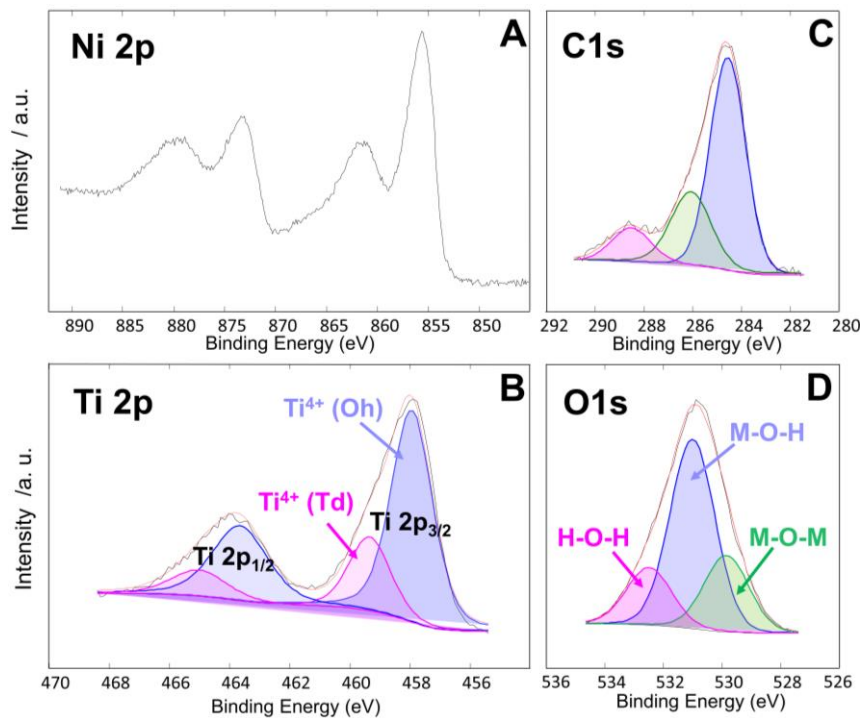 Ni 2p
A
Intensity / a.u.
890 885 880 875 870 865 860 855 850
Binding Energy (eV)
C1s
C
292 290 288 286 284 282 280
Binding Energy (eV)
Ti 2p
B
Ti⁴⁺ (Oh)
Ti⁴⁺ (Td)
Ti 2p₃/₂
Ti 2p₁/₂
Intensity /a. u.
470 468 466 464 462 460 458 456
Binding Energy (eV)
O1s
D
M-O-H
H-O-H
M-O-M
536 534 532 530 528 526
Binding Energy (eV)